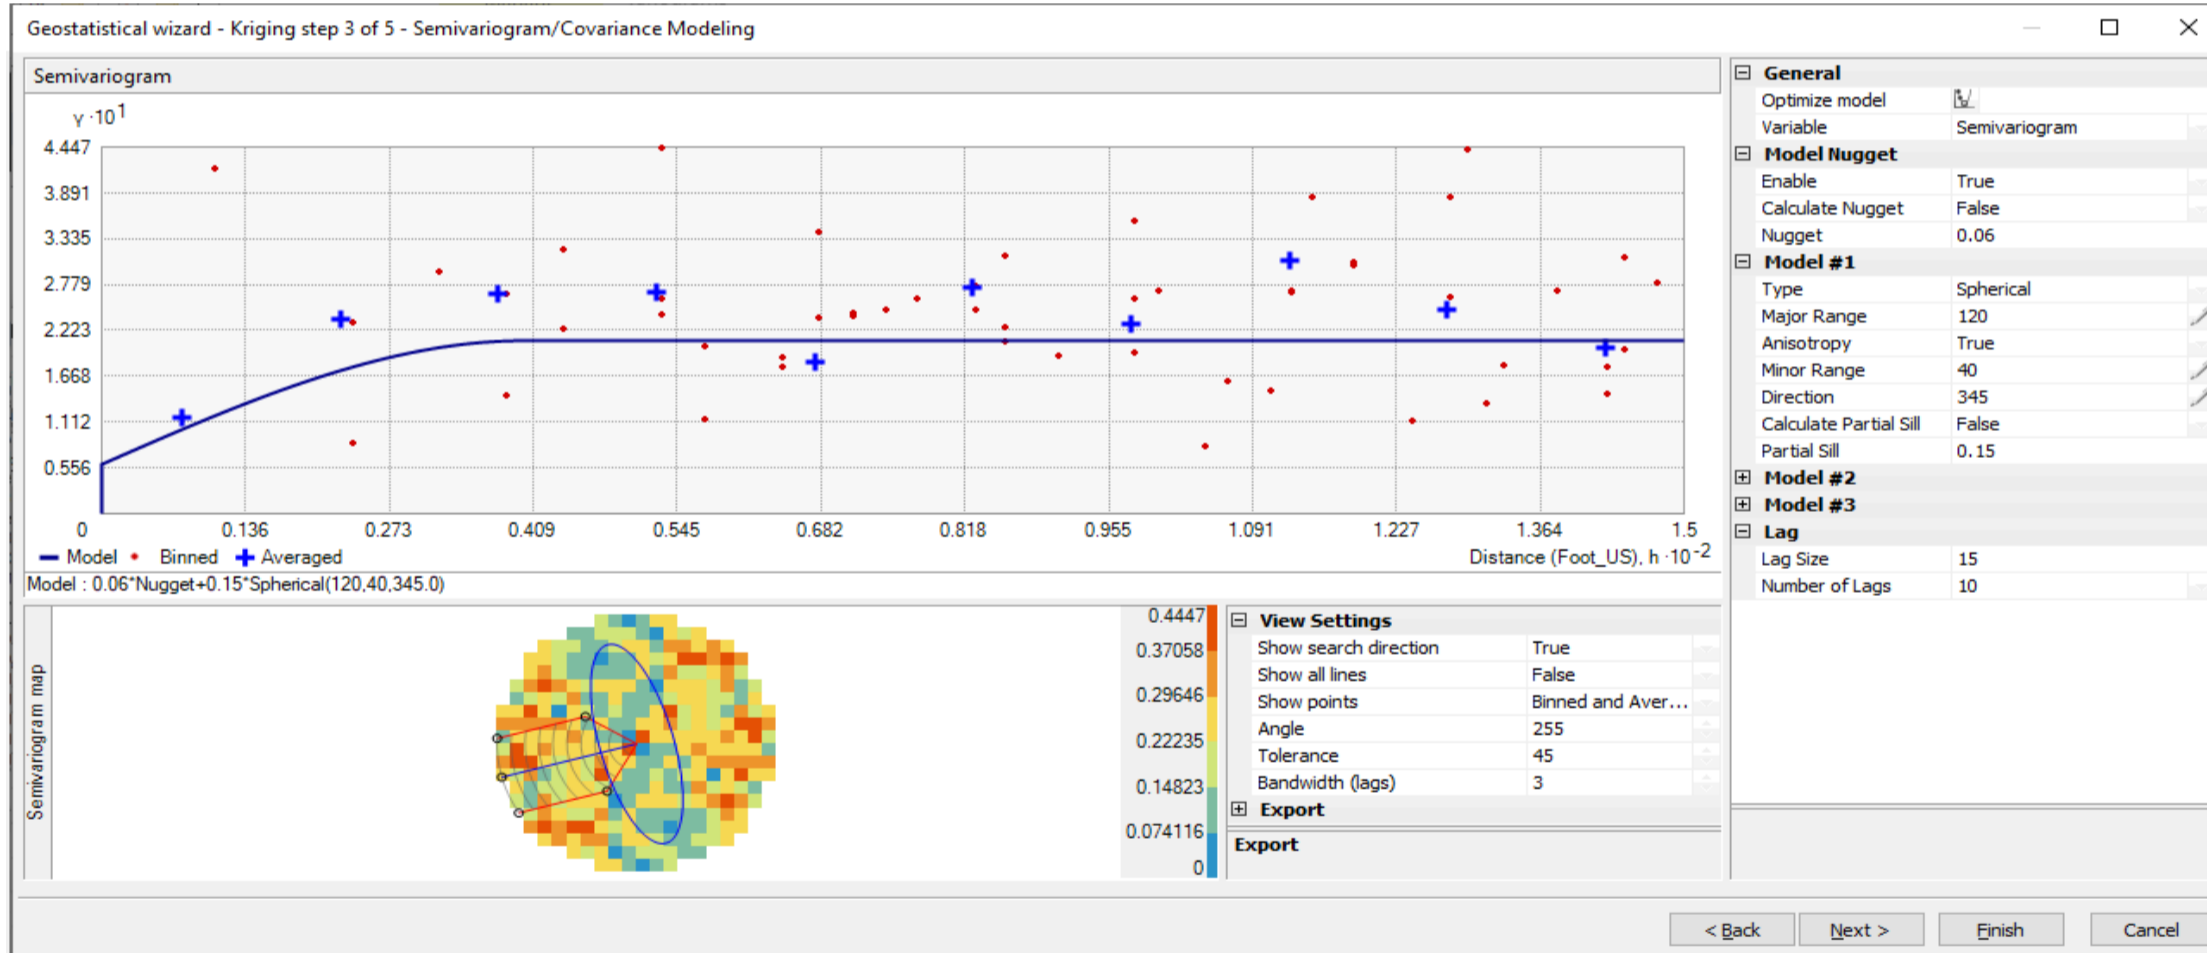 Geostatistical wizard - Kriging step 3 of 5 - Semivariogram/Covariance Modeling
Semivariogram
γ ·10¹
4.447
3.891
3.335
2.779
2.223
1.668
1.112
0.556
0 0.136 0.273 0.409 0.545 0.682 0.818 0.955 1.091 1.227 1.364 1.5
Model Binned Averaged
Distance (Foot_US), h ·10⁻²
Model : 0.06*Nugget+0.15*Spherical(120,40,345.0)
Semivariogram map
0.4447
0.37058
0.29646
0.22235
0.14823
0.074116
0
View Settings
Show search direction True
Show all lines False
Show points Binned and Aver...
Angle 255
Tolerance 45
Bandwidth (lags) 3
Export
Export
General
Optimize model
Variable Semivariogram
Model Nugget
Enable True
Calculate Nugget False
Nugget 0.06
Model #1
Type Spherical
Major Range 120
Anisotropy True
Minor Range 40
Direction 345
Calculate Partial Sill False
Partial Sill 0.15
Model #2
Model #3
Lag
Lag Size 15
Number of Lags 10
< Back Next > Finish Cancel